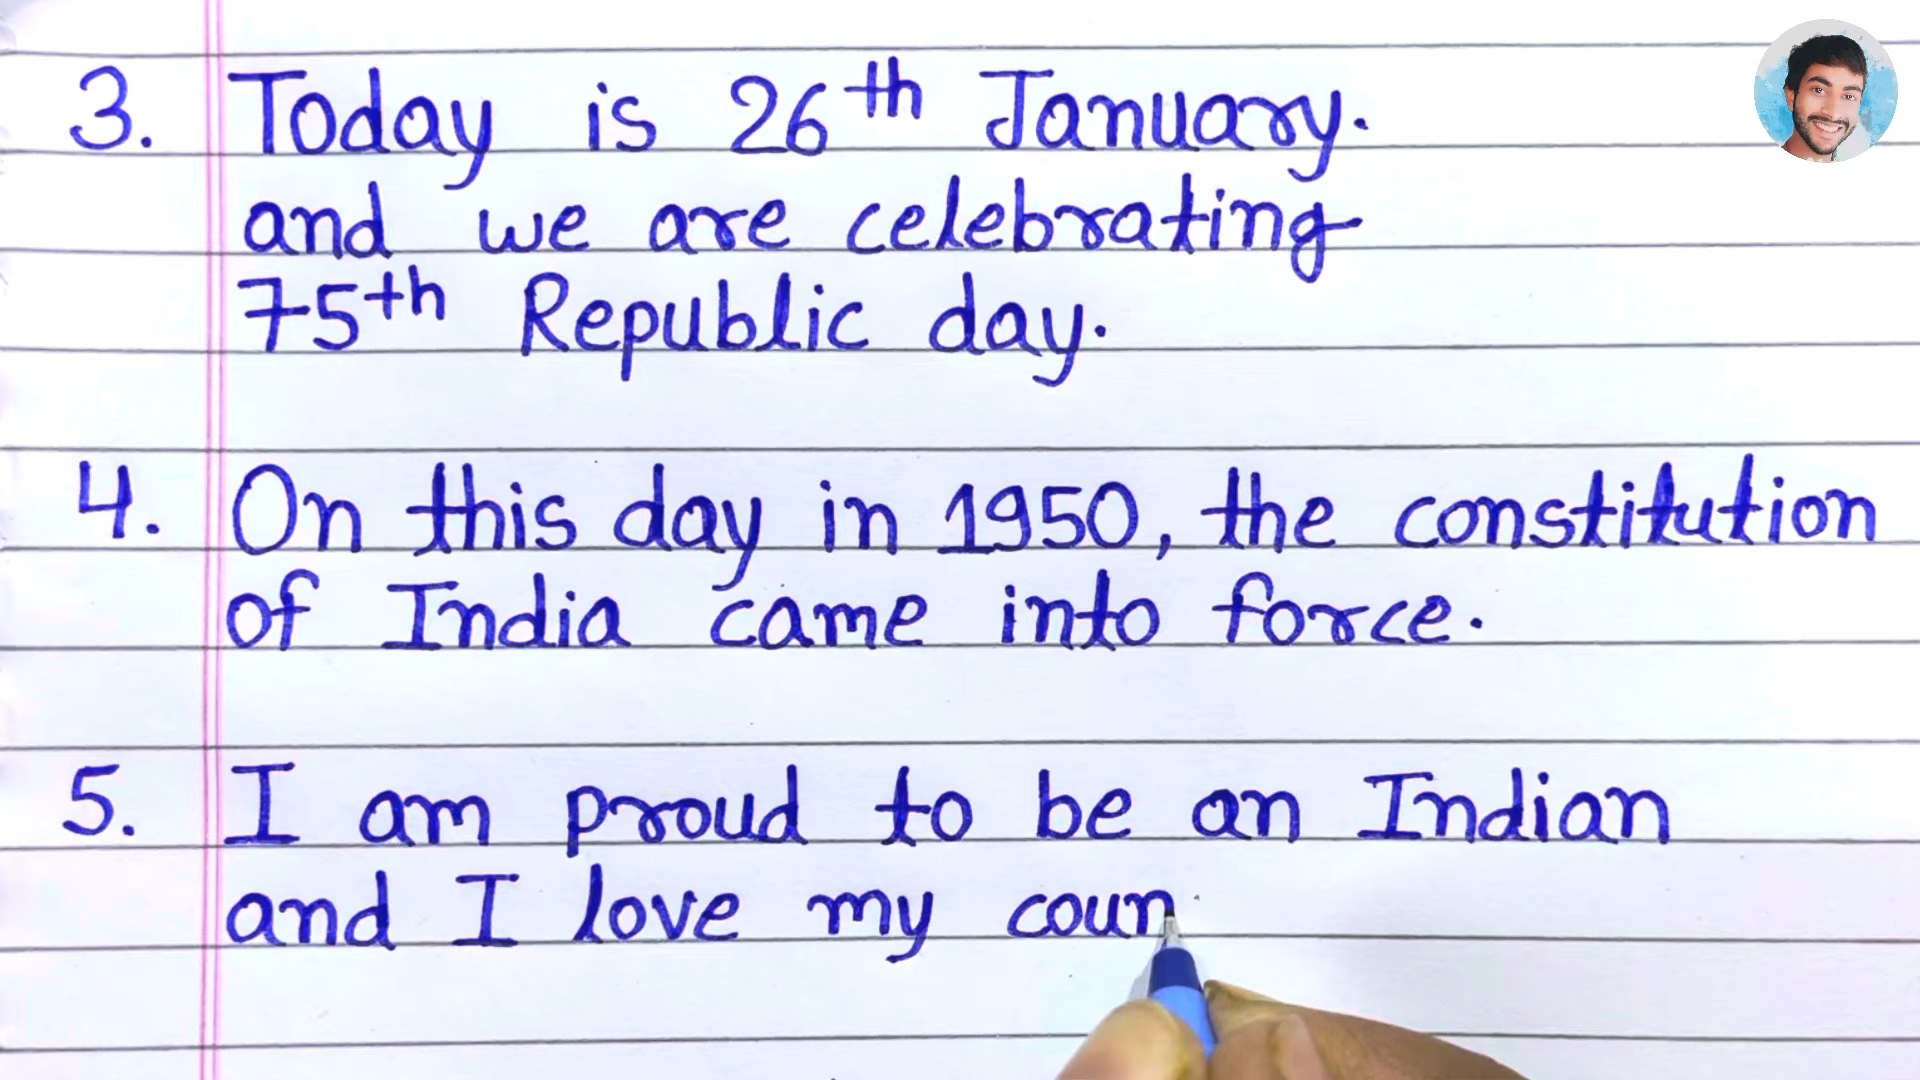 3. Today is 26th January.
and we are celebrating
75th Republic day.
4. On this day in 1950, the constitution
of India came into force.
5. I am proud to be an Indian
and I love my coun